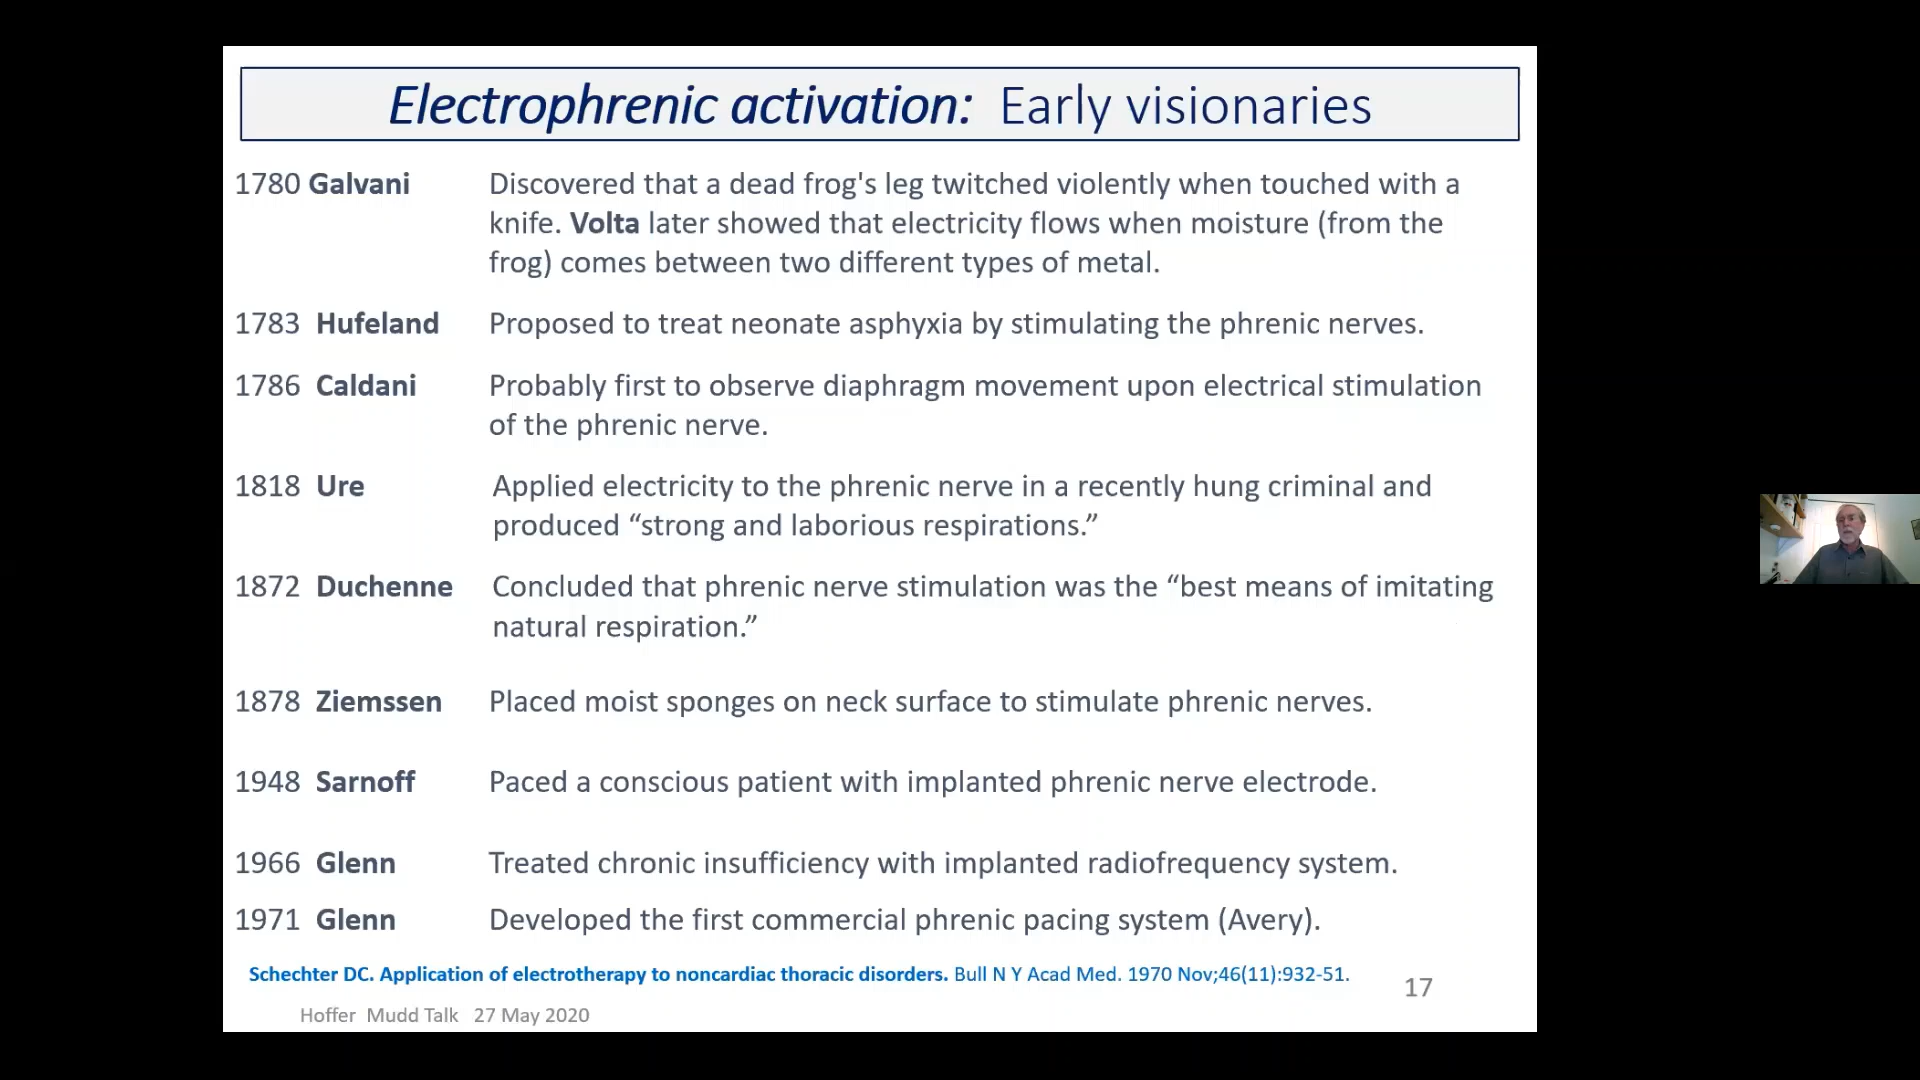 Electrophrenic activation: Early visionaries
1780 Galvani Discovered that a dead frog's leg twitched violently when touched with a
knife. Volta later showed that electricity flows when moisture (from the
frog) comes between two different types of metal.
1783 Hufeland Proposed to treat neonate asphyxia by stimulating the phrenic nerves.
1786 Caldani Probably first to observe diaphragm movement upon electrical stimulation
of the phrenic nerve.
1818 Ure Applied electricity to the phrenic nerve in a recently hung criminal and
produced “strong and laborious respirations.”
1872 Duchenne Concluded that phrenic nerve stimulation was the “best means of imitating
natural respiration.”
1878 Ziemssen Placed moist sponges on neck surface to stimulate phrenic nerves.
1948 Sarnoff Paced a conscious patient with implanted phrenic nerve electrode.
1966 Glenn Treated chronic insufficiency with implanted radiofrequency system.
1971 Glenn Developed the first commercial phrenic pacing system (Avery).
Schechter DC. Application of electrotherapy to noncardiac thoracic disorders. Bull N Y Acad Med. 1970 Nov;46(11):932-51.
17
Hoffer Mudd Talk 27 May 2020